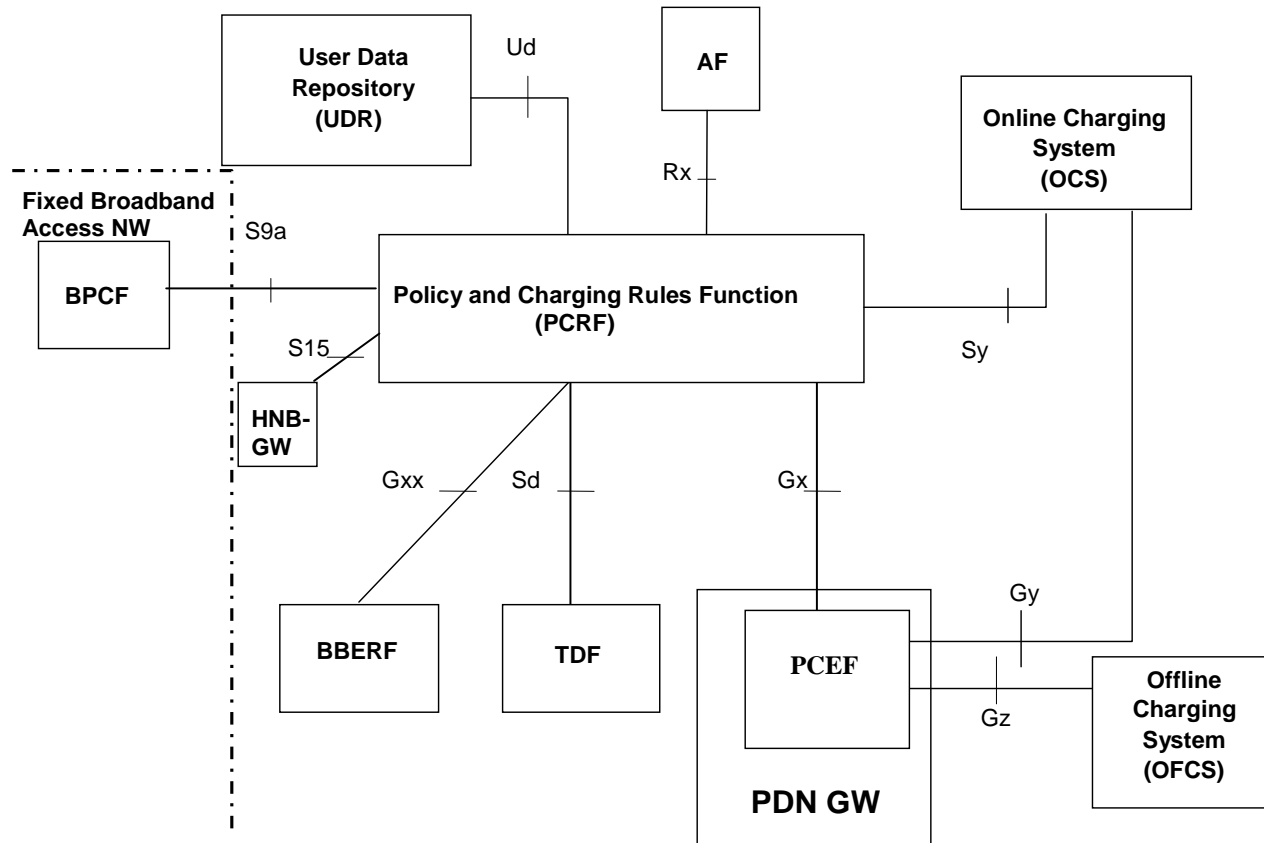 User Data
Repository
(UDR)
Ud
AF
Online Charging
System
(OCS)
Rx
Fixed Broadband
Access NW
S9a
BPCF
Policy and Charging Rules Function
(PCRF)
S15
Sy
HNB-
GW
Gxx
Sd
Gx
Gy
BBERF
TDF
PCEF
Offline
Charging
System
(OFCS)
Gz
PDN GW